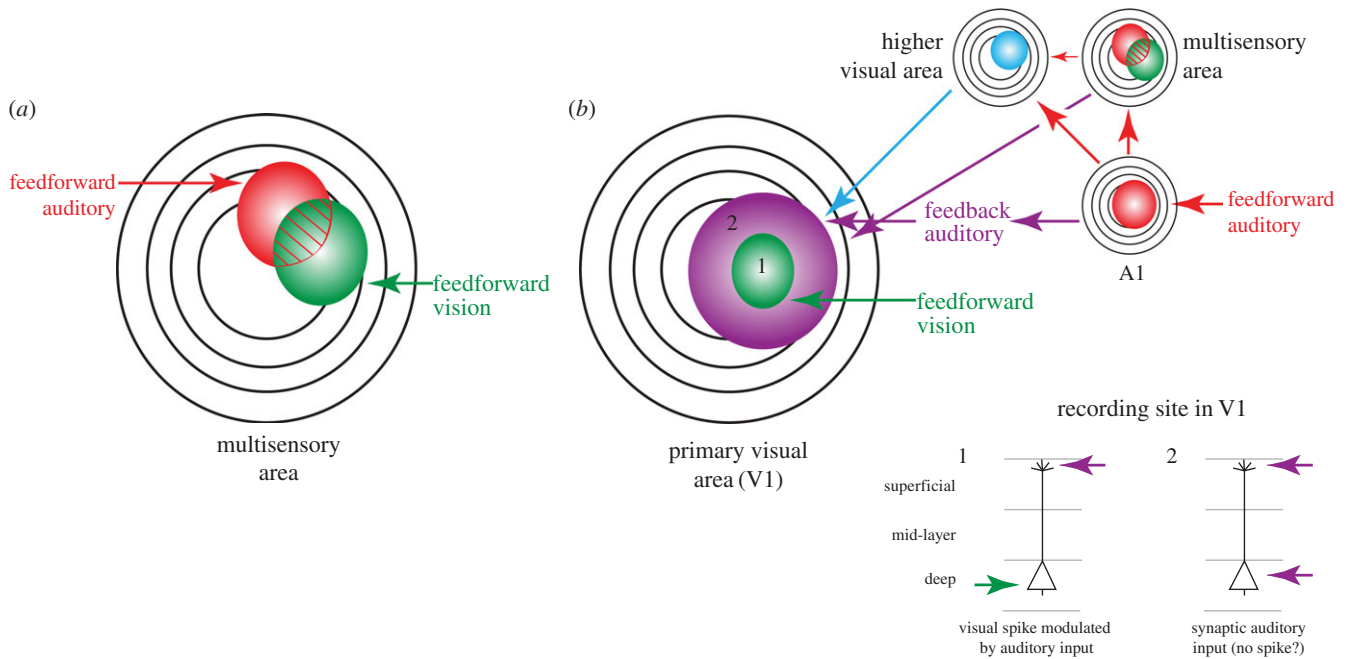 (a)
feedforward
auditory
feedforward
vision
multisensory
area
(b)
higher
visual area
multisensory
area
2
1
feedback
auditory
feedforward
auditory
A1
feedforward
vision
primary visual
area (V1)
recording site in V1
1
2
superficial
mid-layer
deep
visual spike modulated
by auditory input
synaptic auditory
input (no spike?)